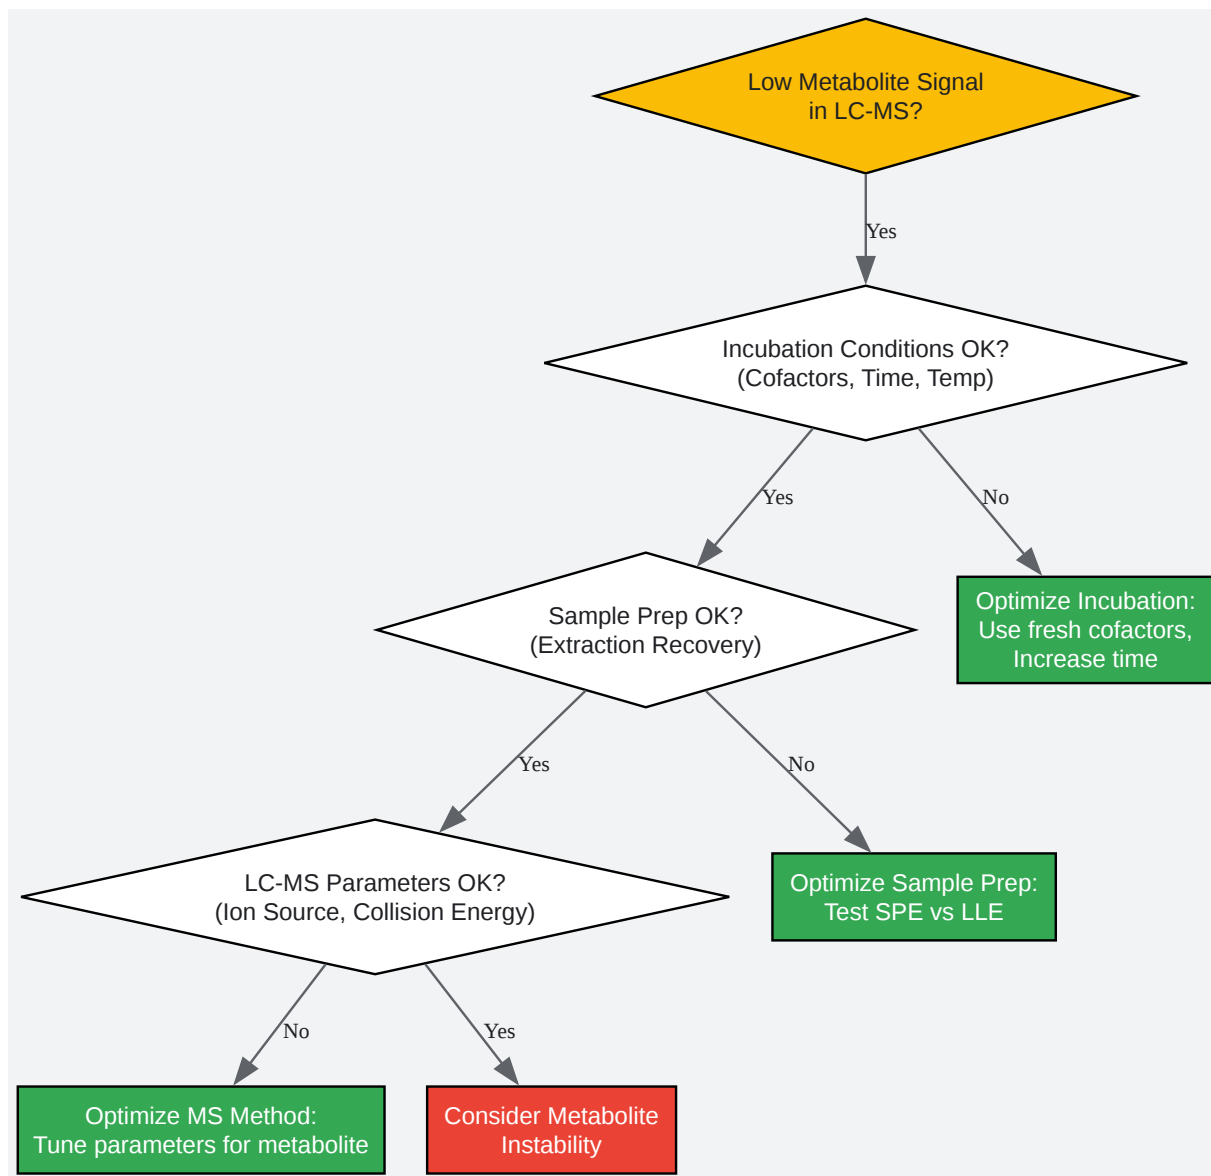 Low Metabolite Signal
in LC-MS?
Yes
Incubation Conditions OK?
(Cofactors, Time, Temp)
Yes
No
Sample Prep OK?
(Extraction Recovery)
Optimize Incubation:
Use fresh cofactors,
Increase time
Yes
No
LC-MS Parameters OK?
(Ion Source, Collision Energy)
Optimize Sample Prep:
Test SPE vs LLE
No
Yes
Optimize MS Method:
Tune parameters for metabolite
Consider Metabolite
Instability